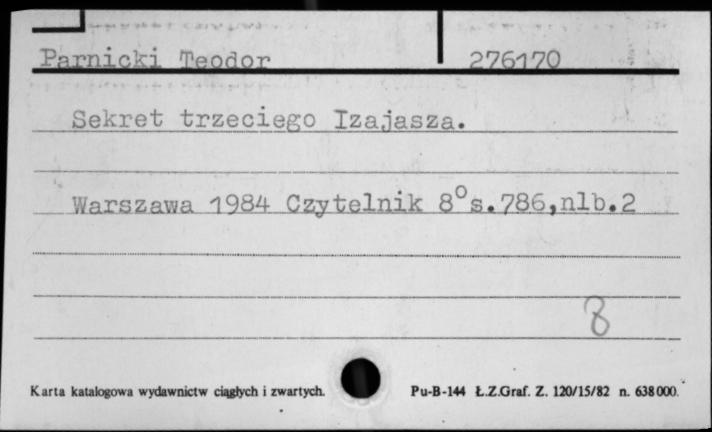 Parnicki Teodor 276170
Sekret trzeciego Izajasza.
Warszawa 1984 Czytelnik 8°s.786,nlb.2
8
Karta katalogowa wydawnictw ciągłych i zwartych. Pu-B-144 Ł.Z.Graf. Z. 120/15/82 n. 638000.